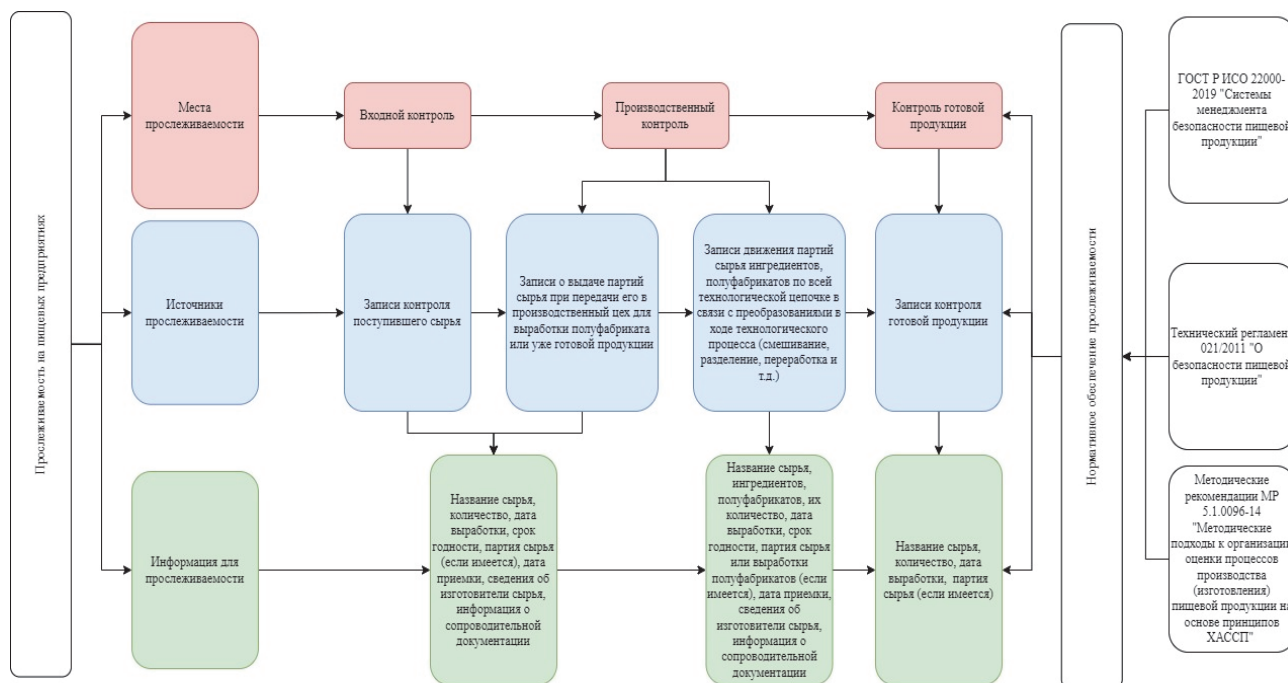 Прослеживаемость на пищевых предприятиях
Места
прослеживаемости
Входной контроль
Производственный
контроль
Контроль готовой
продукции
Источники
прослеживаемости
Записи контроля
поступившего сырья
Записи о выдаче партий
сырья при передачи его в
производственный цех для
выработки полуфабриката
или уже готовой продукции
Записи движения партий
сырья ингредиентов,
полуфабрикатов по всей
технологической цепочке в
связи с преобразованиями в
ходе технологического
процесса (смешивание,
разделение, переработка и
т.д.)
Записи контроля
готовой продукции
Информация для
прослеживаемости
Название сырья,
количество, дата
выработки, срок
годности, партия сырья
(если имеется), дата
приемки, сведения об
изготовители сырья,
информация о
сопроводительной
документации
Название сырья,
ингредиентов,
полуфабрикатов, их
количество, дата
выработки, срок
годности, партия сырья
или выработки
полуфабрикатов (если
имеется), дата приемки,
сведения об
изготовители сырья,
информация о
сопроводительной
документации
Название сырья,
количество, дата
выработки, партия
сырья (если имеется)
Нормативное обеспечение прослеживаемости
ГОСТ Р ИСО 22000-
2019 "Системы
менеджмента
безопасности пищевой
продукции"
Технический регламен
021/2011 "О
безопасности пищевой
продукции"
Методические
рекомендации МР
5.1.0096-14
"Методические
подходы к организаци
оценки процессов
производства
(изготовления)
пищевой продукции на
основе принципов
ХАССП"